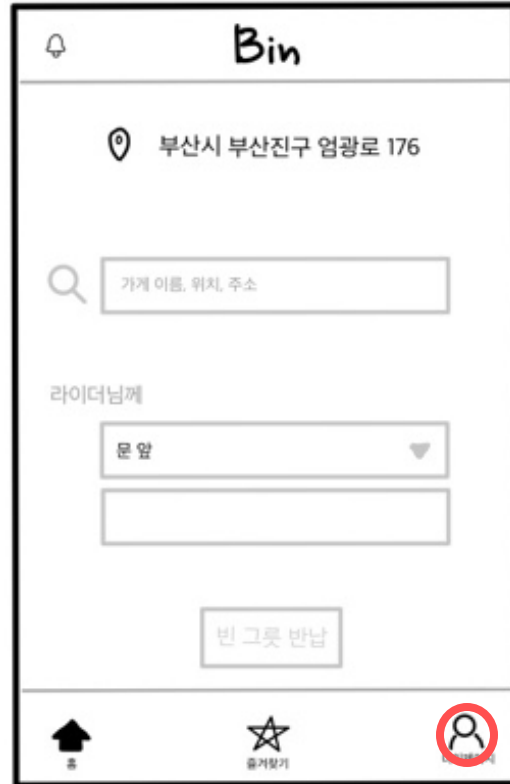 Bin
부산시 부산진구 엄광로 176
가게 이름, 위치, 주소
라이더님께
문 앞
빈 그릇 반납
홈
즐겨찾기